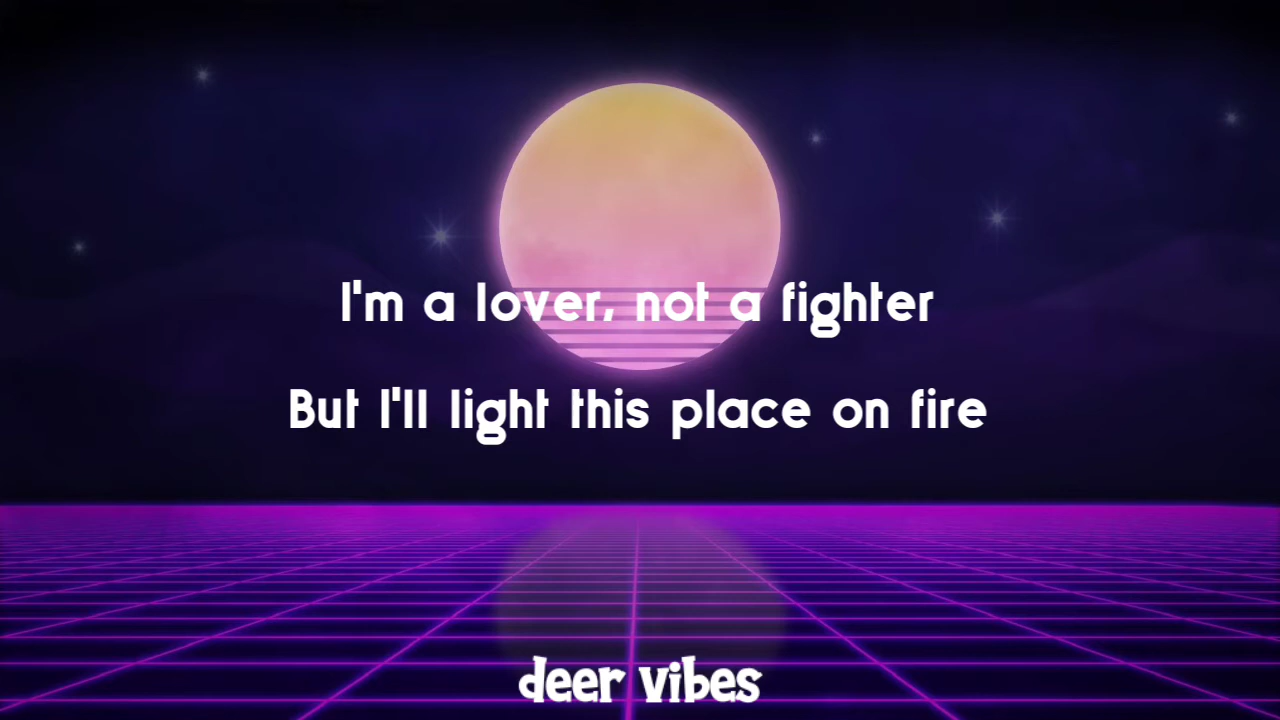 I'm a lover, not a fighter
But I'll light this place on fire
deer vibes